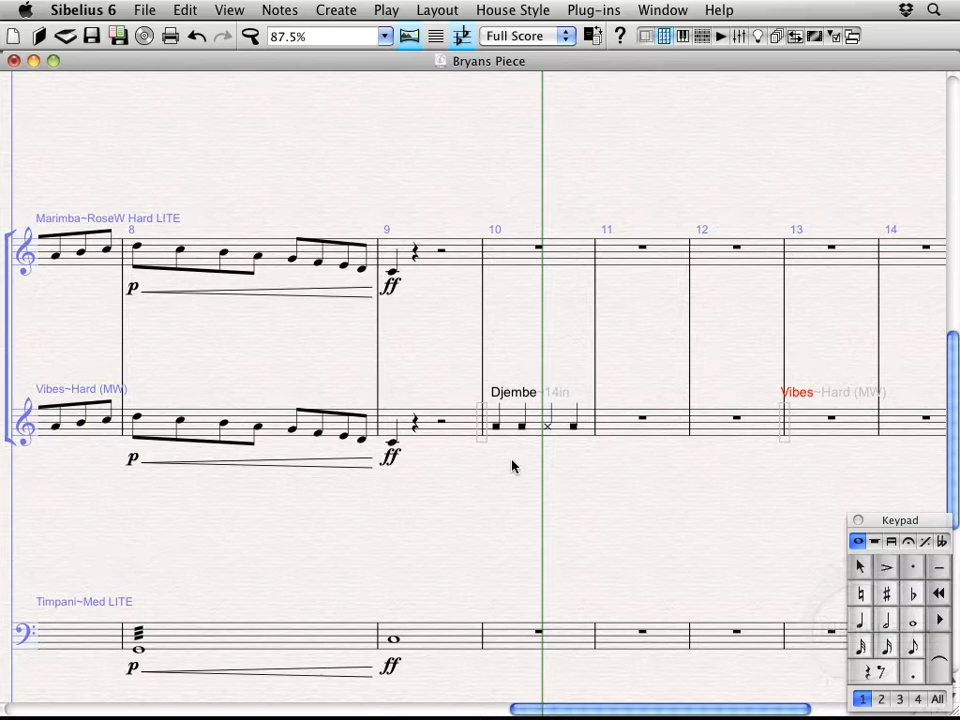 Sibelius 6 File Edit View Notes Create Play Layout House Style Plug-ins Window Help
87.5% Full Score ?
Bryans Piece
Marimba~RoseW Hard LITE
8 9 10 11 12 13 14
p ff
Vibes~Hard (MW) Djembe~14in Vibes~Hard (MW)
p ff
Keypad
Timpani~Med LITE
p ff
1 2 3 4 All